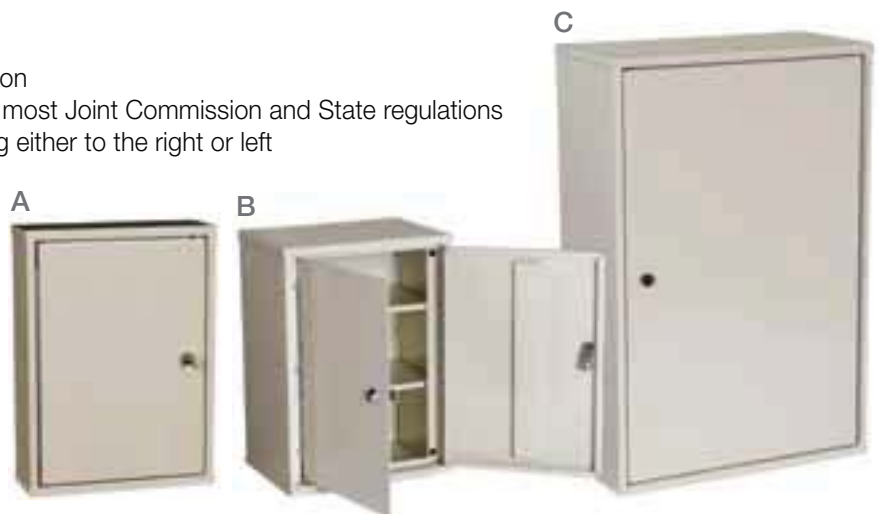 C
on
most Joint Commission and State regulations
g either to the right or left
A
B